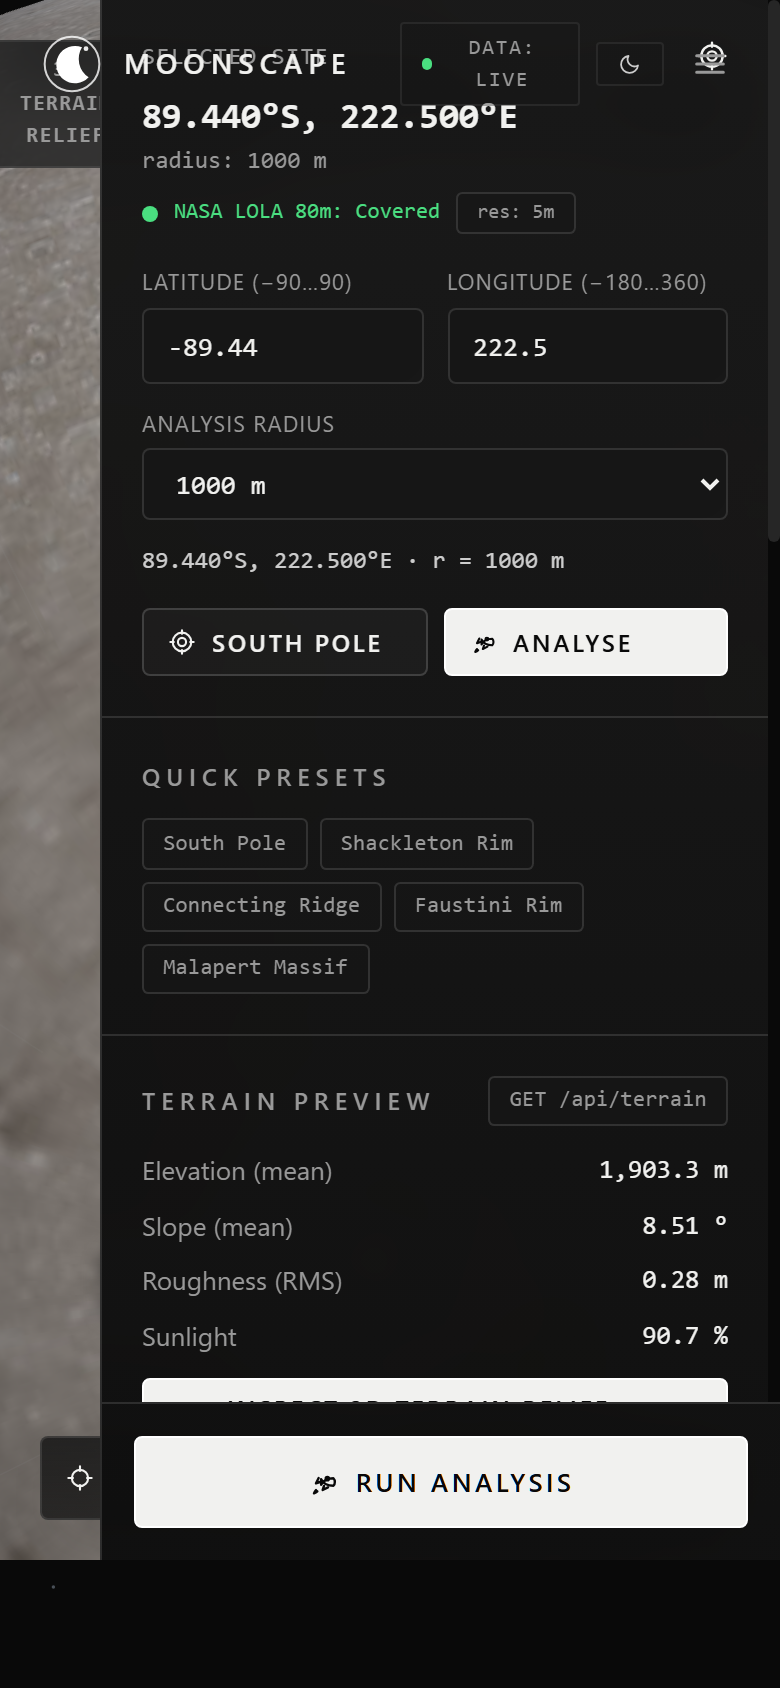 MOONSCAPE
SELECTED SITE
DATA:
LIVE
89.440°S, 222.500°E
radius: 1000 m
NASA LOLA 80m: Covered
res: 5m
LATITUDE (−90…90)
LONGITUDE (−180…360)
-89.44
222.5
ANALYSIS RADIUS
1000 m
89.440°S, 222.500°E · r = 1000 m
SOUTH POLE
ANALYSE
QUICK PRESETS
South Pole
Shackleton Rim
Connecting Ridge
Faustini Rim
Malapert Massif
TERRAIN PREVIEW
GET /api/terrain
Elevation (mean)
1,903.3 m
Slope (mean)
8.51 °
Roughness (RMS)
0.28 m
Sunlight
90.7 %
RUN ANALYSIS